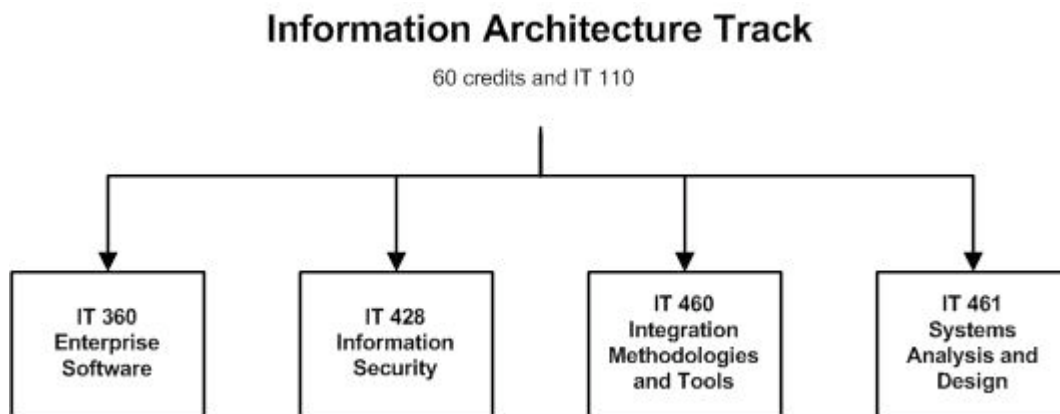 Information Architecture Track
60 credits and IT 110
IT 360
Enterprise
Software
IT 428
Information
Security
IT 460
Integration
Methodologies
and Tools
IT 461
Systems
Analysis and
Design